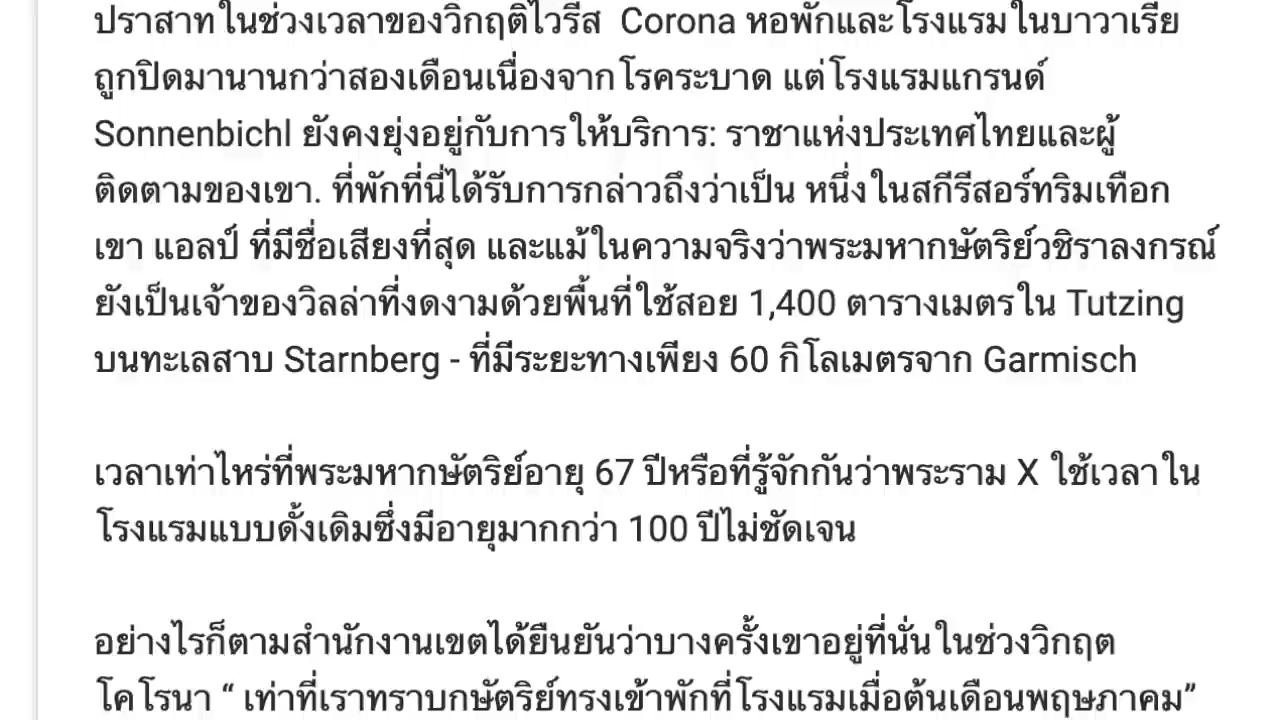 ปราสาทในช่วงเวลาของวิกฤติไวรัส Corona หอพักและโรงแรมในบาวาเรีย
ถูกปิดมานานกว่าสองเดือนเนื่องจากโรคระบาด แต่โรงแรมแกรนด์
Sonnenbichl ยังคงยุ่งอยู่กับการให้บริการ: ราชาแห่งประเทศไทยและผู้
ติดตามของเขา. ที่พักที่นี่ได้รับการกล่าวถึงว่าเป็น หนึ่งในสกีรีสอร์ทริมเทือก
เขา แอลป์ ที่มีชื่อเสียงที่สุด และแม้ในความจริงว่าพระมหากษัตริย์วชิราลงกรณ์
ยังเป็นเจ้าของวิลล่าที่งดงามด้วยพื้นที่ใช้สอย 1,400 ตารางเมตรใน Tutzing
บนทะเลสาบ Starnberg - ที่มีระยะทางเพียง 60 กิโลเมตรจาก Garmisch
เวลาเท่าไหร่ที่พระมหากษัตริย์อายุ 67 ปีหรือที่รู้จักกันว่าพระราม X ใช้เวลาใน
โรงแรมแบบดั้งเดิมซึ่งมีอายุมากกว่า 100 ปีไม่ชัดเจน
อย่างไรก็ตามสำนักงานเขตได้ยืนยันว่าบางครั้งเขาอยู่ที่นั่นในช่วงวิกฤต
โคโรนา “ เท่าที่เราทราบกษัตริย์ทรงเข้าพักที่โรงแรมเมื่อต้นเดือนพฤษภาคม”